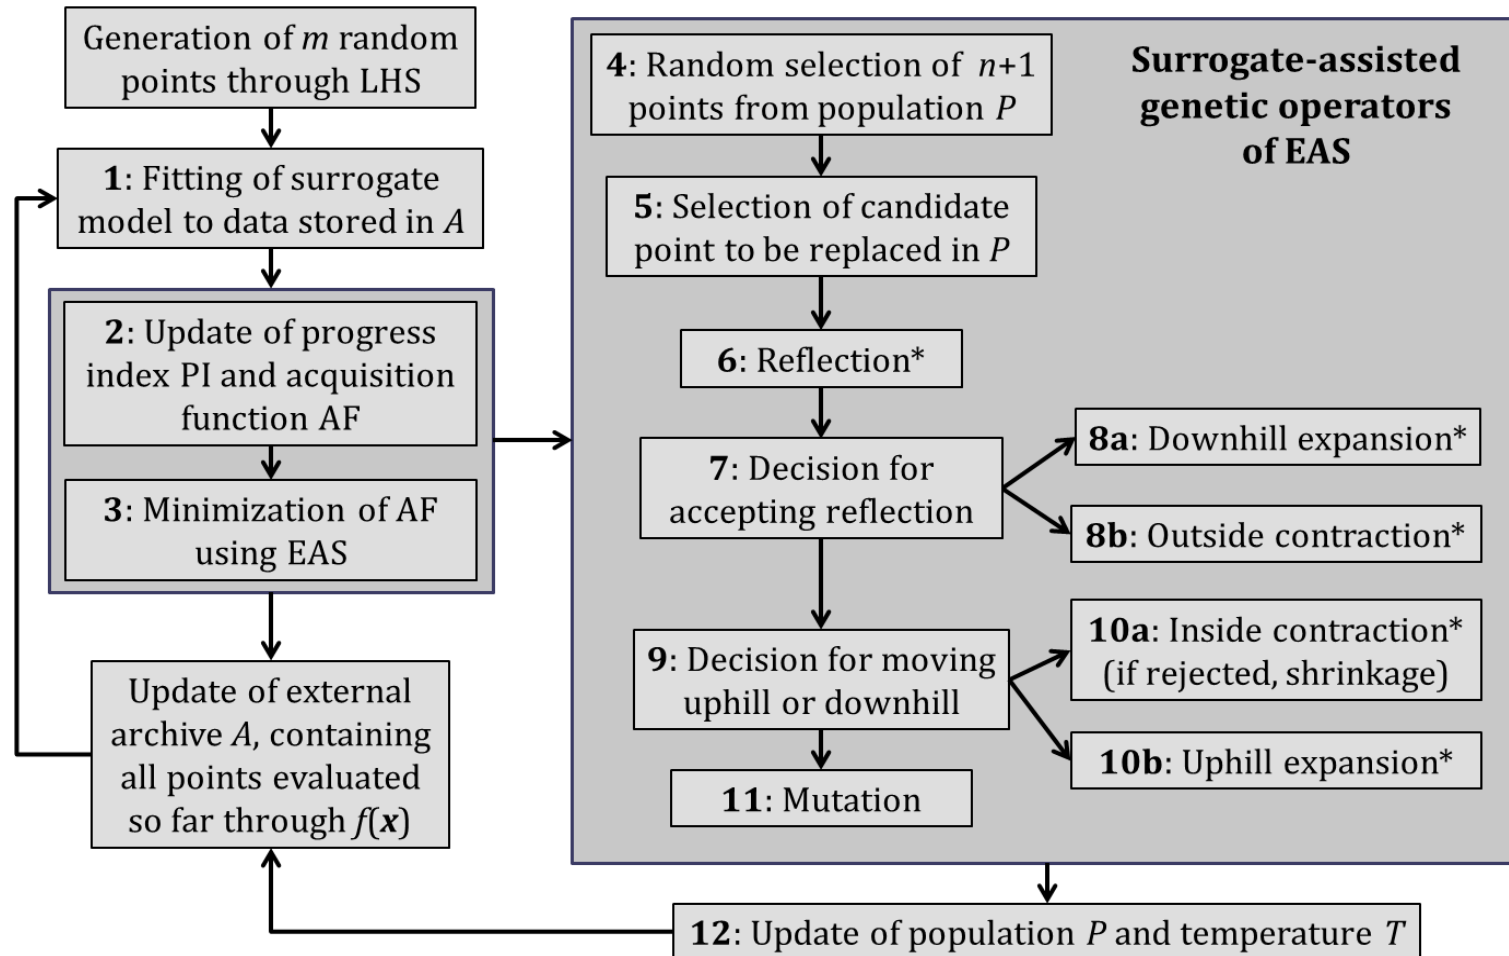 Generation of m random
points through LHS
1: Fitting of surrogate
model to data stored in A
2: Update of progress
index PI and acquisition
function AF
3: Minimization of AF
using EAS
Update of external
archive A, containing
all points evaluated
so far through f(x)
Surrogate-assisted
genetic operators
of EAS
4: Random selection of n+1
points from population P
5: Selection of candidate
point to be replaced in P
6: Reflection*
7: Decision for
accepting reflection
8a: Downhill expansion*
8b: Outside contraction*
9: Decision for moving
uphill or downhill
10a: Inside contraction*
(if rejected, shrinkage)
10b: Uphill expansion*
11: Mutation
12: Update of population P and temperature T